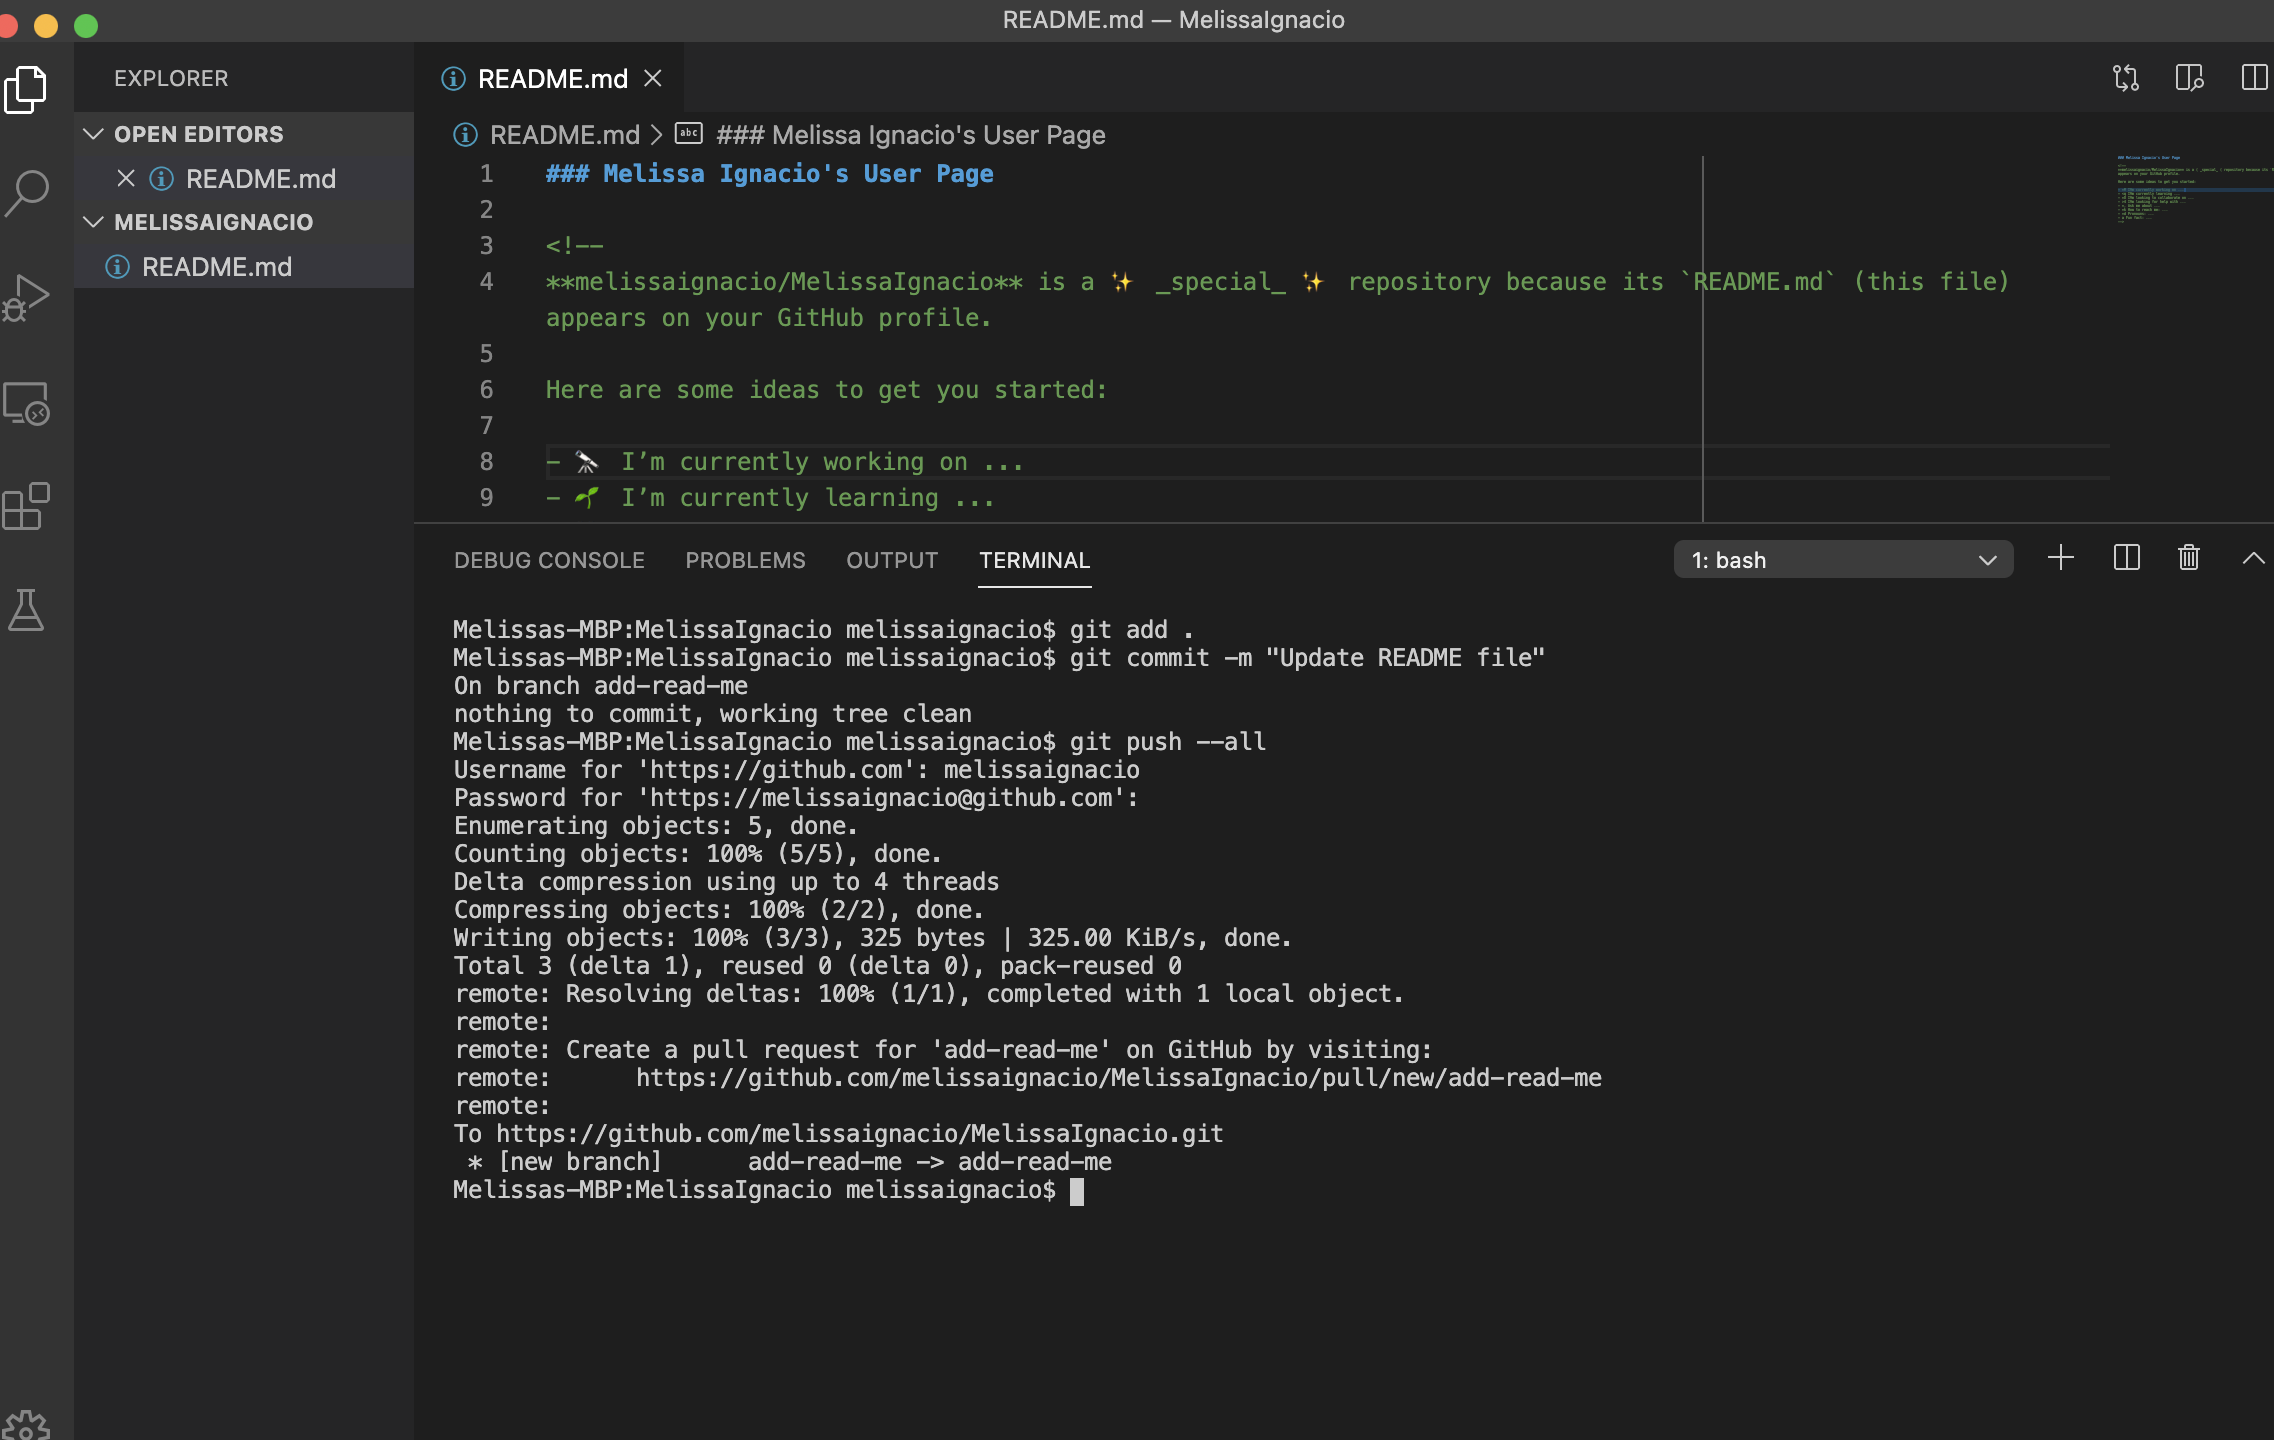 README.md — MelissaIgnacio
EXPLORER
OPEN EDITORS
README.md
MELISSAIGNACIO
README.md
README.md
README.md > abc ### Melissa Ignacio's User Page
1 ### Melissa Ignacio's User Page
2
3 <!--
4 **melissaignacio/MelissaIgnacio** is a ✨ _special_ ✨ repository because its `README.md` (this file)
appears on your GitHub profile.
5
6 Here are some ideas to get you started:
7
8 - 🔭 I’m currently working on ...
9 - 🌱 I’m currently learning ...
DEBUG CONSOLE PROBLEMS OUTPUT TERMINAL 1: bash
Melissas-MBP:MelissaIgnacio melissaignacio$ git add .
Melissas-MBP:MelissaIgnacio melissaignacio$ git commit -m "Update README file"
On branch add-read-me
nothing to commit, working tree clean
Melissas-MBP:MelissaIgnacio melissaignacio$ git push --all
Username for 'https://github.com': melissaignacio
Password for 'https://melissaignacio@github.com':
Enumerating objects: 5, done.
Counting objects: 100% (5/5), done.
Delta compression using up to 4 threads
Compressing objects: 100% (2/2), done.
Writing objects: 100% (3/3), 325 bytes | 325.00 KiB/s, done.
Total 3 (delta 1), reused 0 (delta 0), pack-reused 0
remote: Resolving deltas: 100% (1/1), completed with 1 local object.
remote:
remote: Create a pull request for 'add-read-me' on GitHub by visiting:
remote:      https://github.com/melissaignacio/MelissaIgnacio/pull/new/add-read-me
remote:
To https://github.com/melissaignacio/MelissaIgnacio.git
 * [new branch]      add-read-me -> add-read-me
Melissas-MBP:MelissaIgnacio melissaignacio$